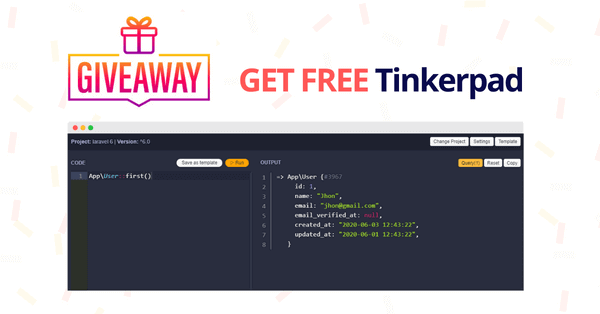 GIVEAWAY
GET FREE Tinkerpad
Project: laravel 6 | Version: ^6.0
Change Project
Settings
Template
CODE
Save as template
Run
1 App\User::first()
OUTPUT
Query(1)
Reset
Copy
1 => App\User {#3967
2 id: 1,
3 name: "Jhon",
4 email: "jhon@gmail.com",
5 email_verified_at: null,
6 created_at: "2020-06-03 12:43:22",
7 updated_at: "2020-06-01 12:43:22",
8 }